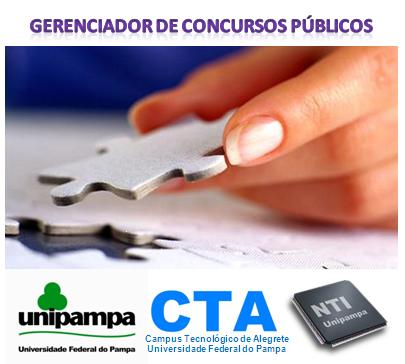 GERENCIADOR DE CONCURSOS PÚBLICOS
unipampa
Universidade Federal do Pampa
CTA
Campus Tecnológico de Alegrete
Universidade Federal do Pampa
NTI
Unipampa